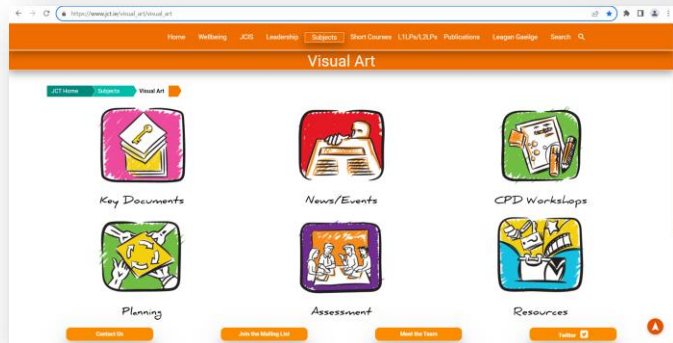 https://www.jct.ie/visual_art/visual_art
Home Wellbeing JCIS Leadership Subjects Short Courses L1LPs/L2LPs Publications Leagan Gaeilge Search
Visual Art
JCT Home Subjects Visual Art
Key Documents News/Events CPD Workshops
Planning Assessment Resources
Contact Us Join the Mailing List Meet the Team Twitter